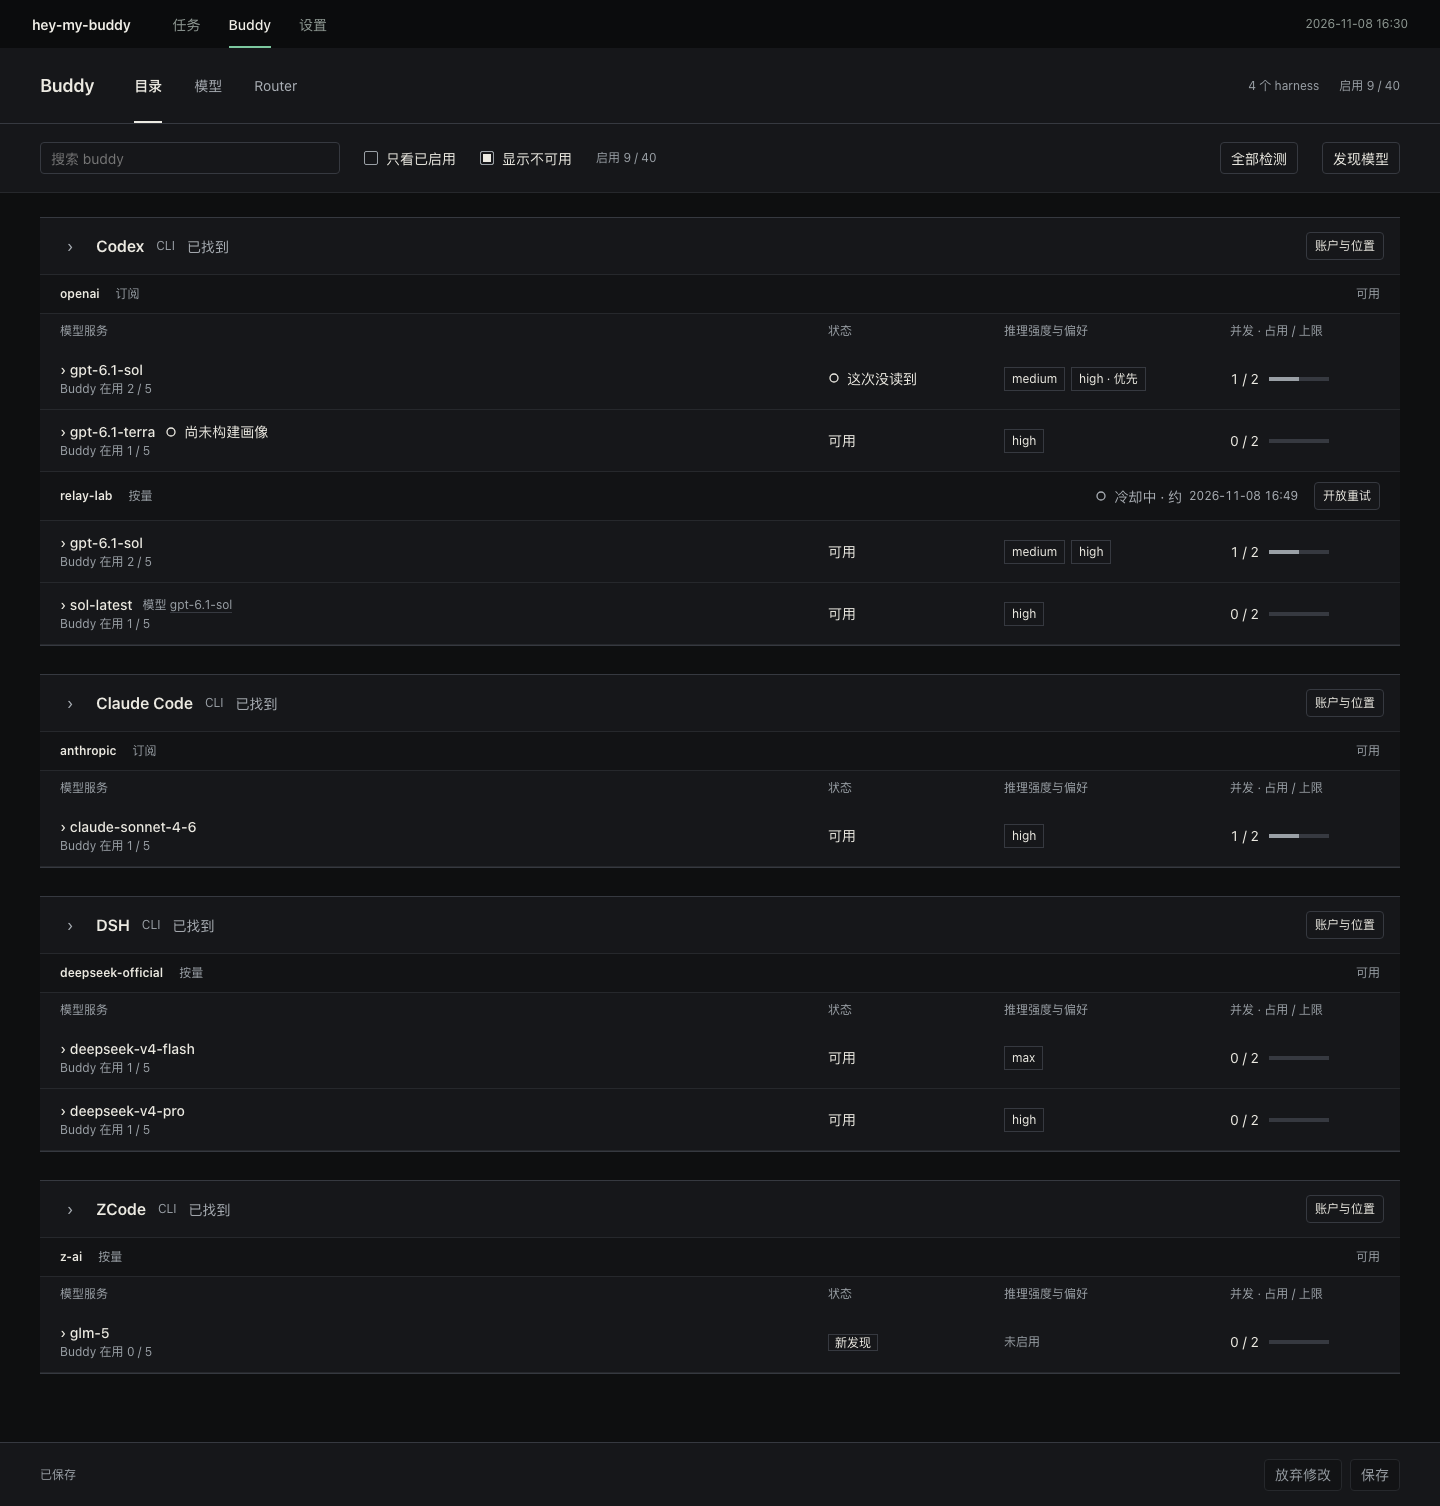 hey-my-buddy 任务 Buddy 设置 2026-11-08 16:30
Buddy 目录 模型 Router 4 个 harness 启用 9 / 40
搜索 buddy 只看已启用 显示不可用 启用 9 / 40 全部检测 发现模型
› Codex CLI 已找到 账户与位置
openai 订阅 可用
模型服务 状态 推理强度与偏好 并发 · 占用 / 上限
› gpt-6.1-sol 这次没读到 medium high · 优先 1 / 2
Buddy 在用 2 / 5
› gpt-6.1-terra 尚未构建画像 可用 high 0 / 2
Buddy 在用 1 / 5
relay-lab 按量 冷却中 · 约 2026-11-08 16:49 开放重试
› gpt-6.1-sol 可用 medium high 1 / 2
Buddy 在用 2 / 5
› sol-latest 模型 gpt-6.1-sol 可用 high 0 / 2
Buddy 在用 1 / 5
› Claude Code CLI 已找到 账户与位置
anthropic 订阅 可用
模型服务 状态 推理强度与偏好 并发 · 占用 / 上限
› claude-sonnet-4-6 可用 high 1 / 2
Buddy 在用 1 / 5
› DSH CLI 已找到 账户与位置
deepseek-official 按量 可用
模型服务 状态 推理强度与偏好 并发 · 占用 / 上限
› deepseek-v4-flash 可用 max 0 / 2
Buddy 在用 1 / 5
› deepseek-v4-pro 可用 high 0 / 2
Buddy 在用 1 / 5
› ZCode CLI 已找到 账户与位置
z-ai 按量 可用
模型服务 状态 推理强度与偏好 并发 · 占用 / 上限
› glm-5 新发现 未启用 0 / 2
Buddy 在用 0 / 5
已保存 放弃修改 保存